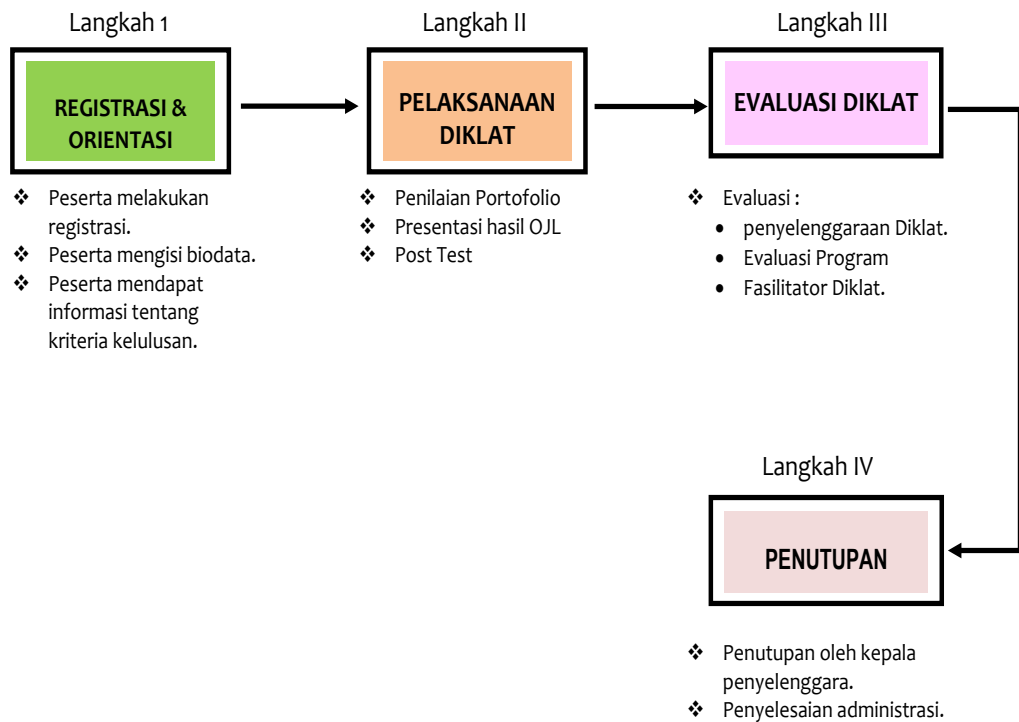 Langkah 1
REGISTRASI &
ORIENTASI
❖ Peserta melakukan
registrasi.
❖ Peserta mengisi biodata.
❖ Peserta mendapat
informasi tentang
kriteria kelulusan.
Langkah II
PELAKSANAAN
DIKLAT
❖ Penilaian Portofolio
❖ Presentasi hasil OJL
❖ Post Test
Langkah III
EVALUASI DIKLAT
❖ Evaluasi :
• penyelenggaraan Diklat.
• Evaluasi Program
• Fasilitator Diklat.
Langkah IV
PENUTUPAN
❖ Penutupan oleh kepala
penyelenggara.
❖ Penyelesaian administrasi.